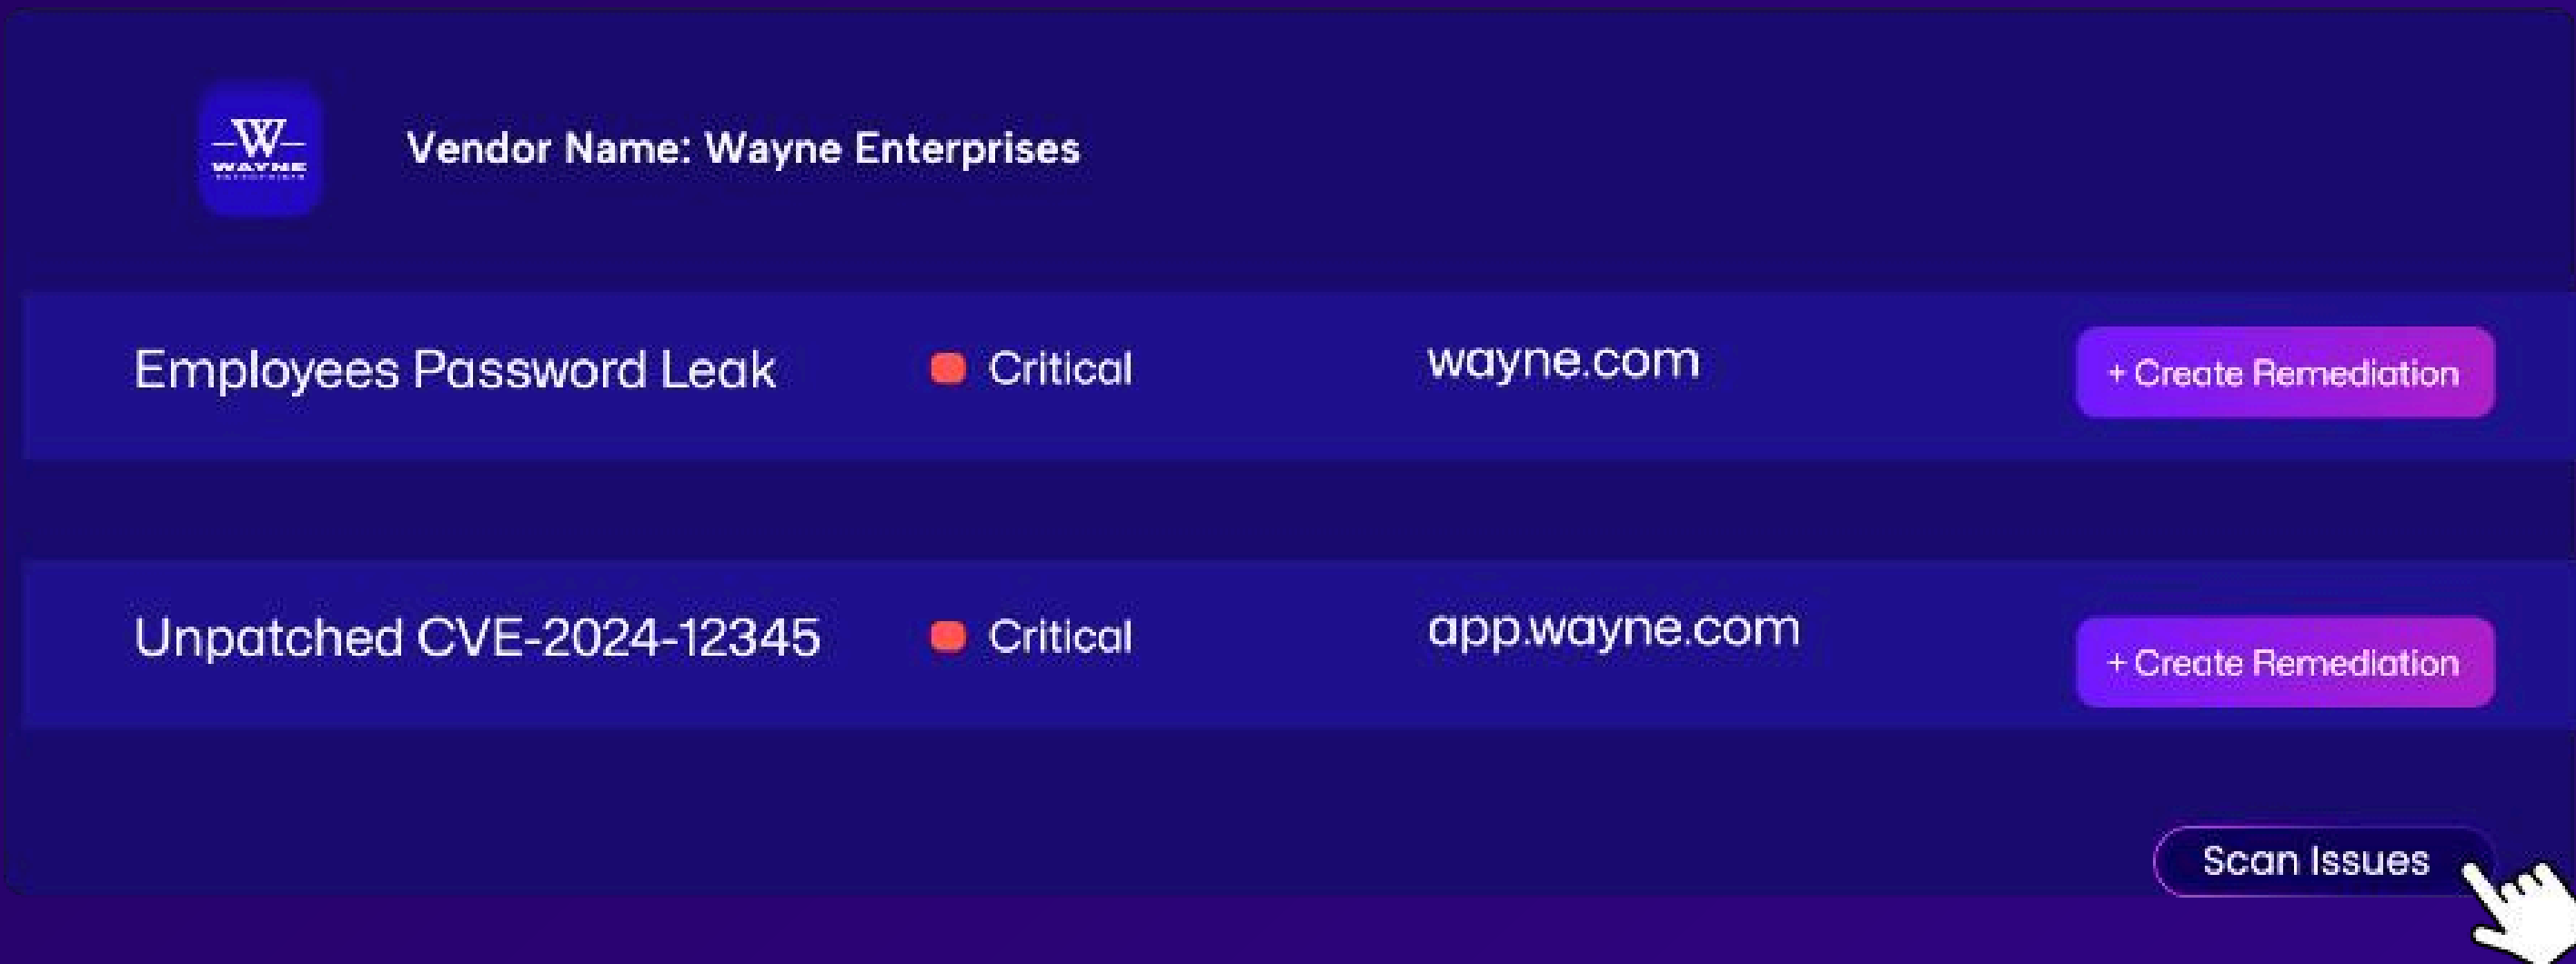 W
WAYNE
Vendor Name: Wayne Enterprises
Employees Password Leak Critical wayne.com + Create Remediation
Unpatched CVE-2024-12345 Critical app.wayne.com + Create Remediation
Scan Issues